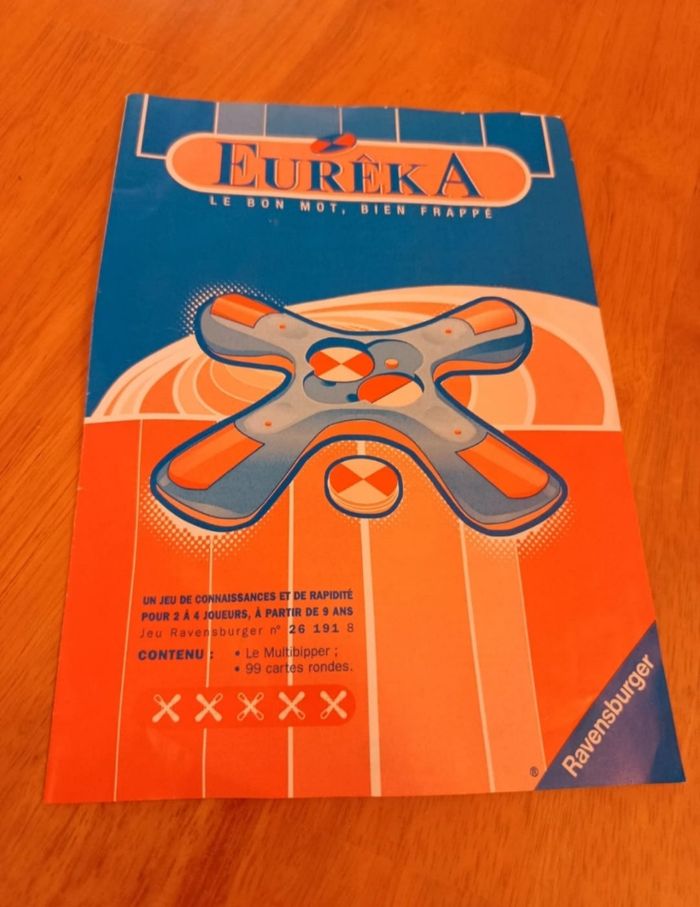 EURÊKA
LE BON MOT, BIEN FRAPPÉ
UN JEU DE CONNAISSANCES ET DE RAPIDITÉ
POUR 2 À 4 JOUEURS, À PARTIR DE 9 ANS
Jeu Ravensburger n° 26 191 8
CONTENU : • Le Multibipper ;
• 99 cartes rondes.
® Ravensburger